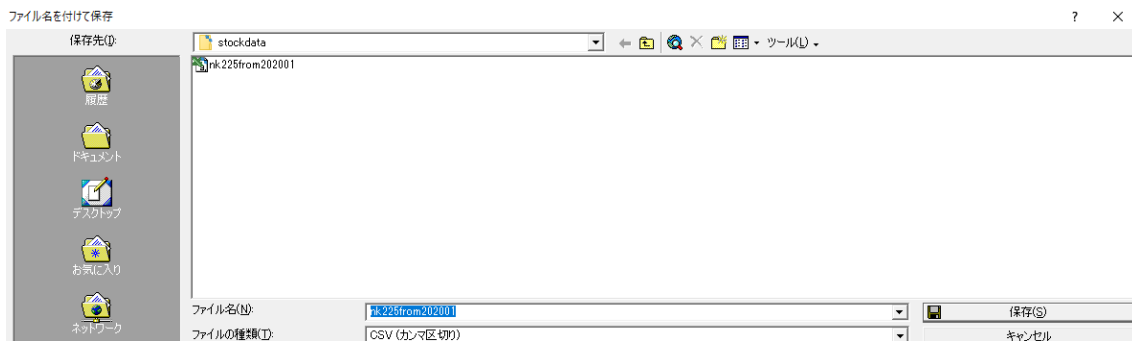 ファイル名を付けて保存
? ×
保存先(I):
stockdata
ツール(L)
nk225from202001
履歴
ドキュメント
デスクトップ
お気に入り
ネットワーク
ファイル名(N):
nk225from202001
保存(S)
ファイルの種類(T):
CSV (カンマ区切り)
キャンセル